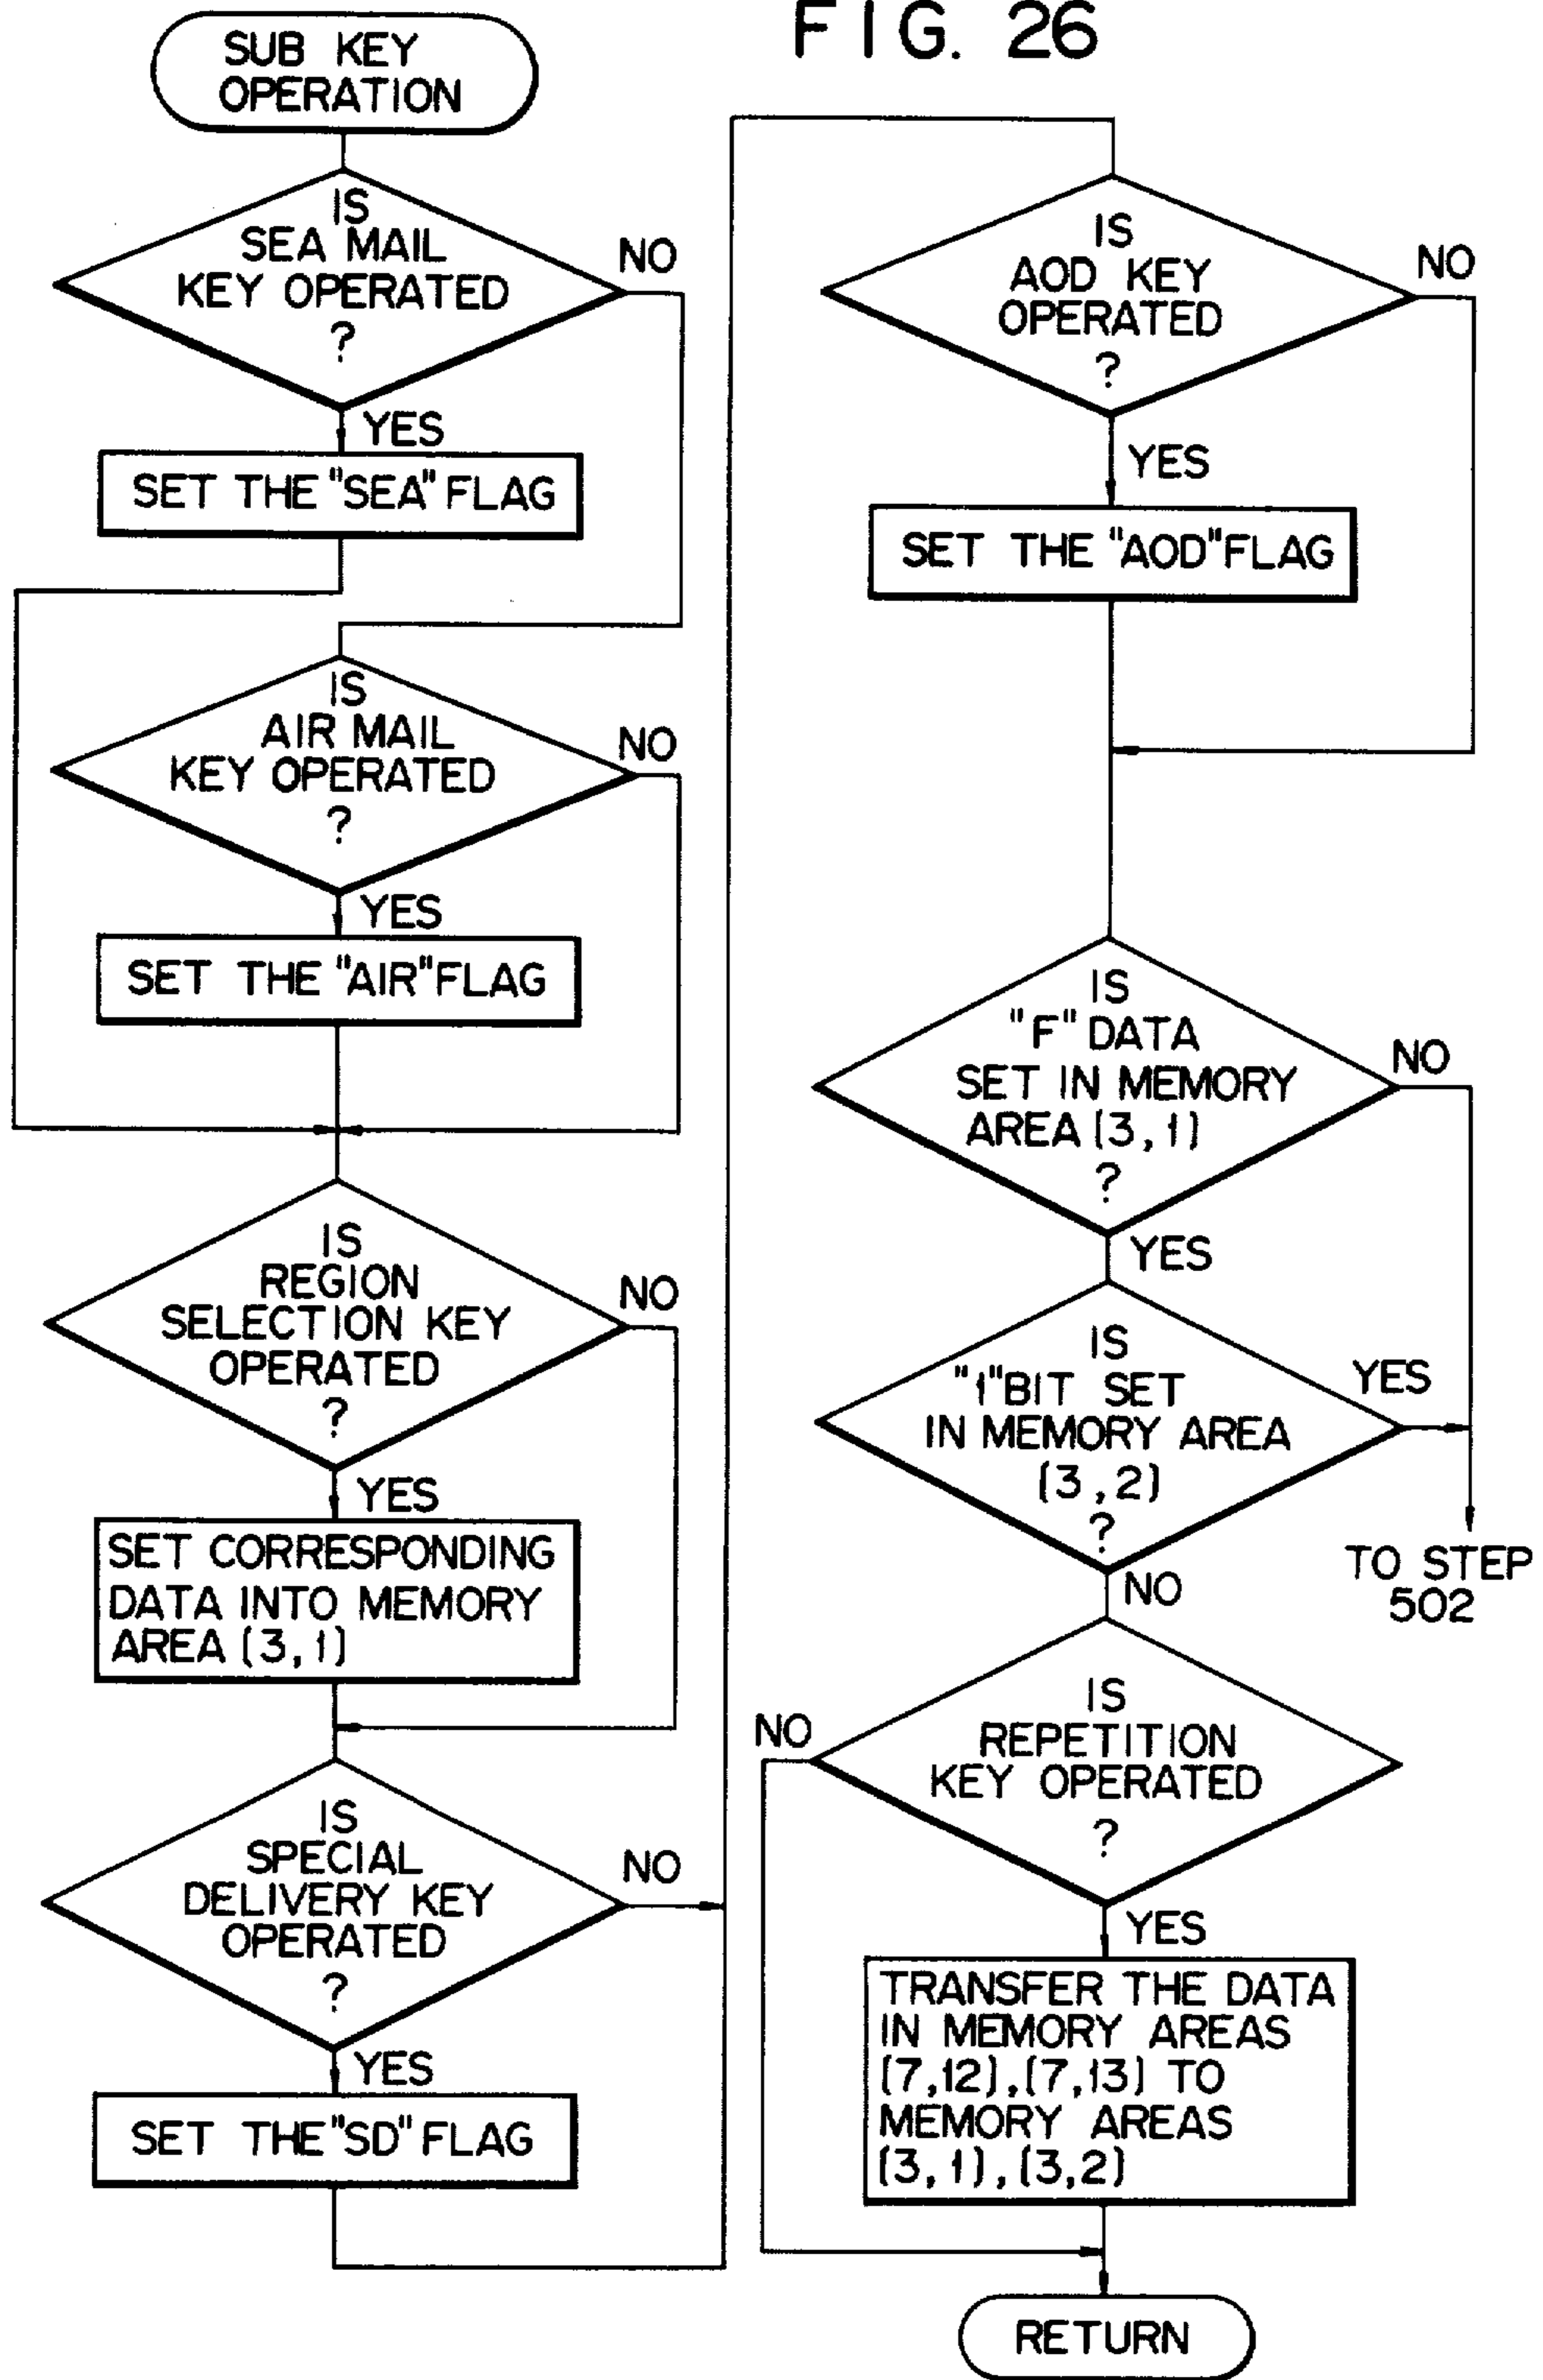 FIG. 26
SUB KEY
OPERATION
IS
SEA MAIL
KEY OPERATED
?
NO
YES
SET THE "SEA" FLAG
IS
AIR MAIL
KEY OPERATED
?
NO
YES
SET THE "AIR" FLAG
IS
REGION
SELECTION KEY
OPERATED
?
NO
YES
SET CORRESPONDING
DATA INTO MEMORY
AREA (3, 1)
IS
SPECIAL
DELIVERY KEY
OPERATED
?
NO
YES
SET THE "SD" FLAG
IS
AOD KEY
OPERATED
?
NO
YES
SET THE "AOD" FLAG
IS
"F" DATA
SET IN MEMORY
AREA (3, 1)
?
NO
YES
IS
"1" BIT SET
IN MEMORY AREA
(3, 2)
?
YES
TO STEP
502
NO
IS
REPETITION
KEY OPERATED
?
NO
YES
TRANSFER THE DATA
IN MEMORY AREAS
(7,12), (7,13) TO
MEMORY AREAS
(3, 1), (3,2)
RETURN